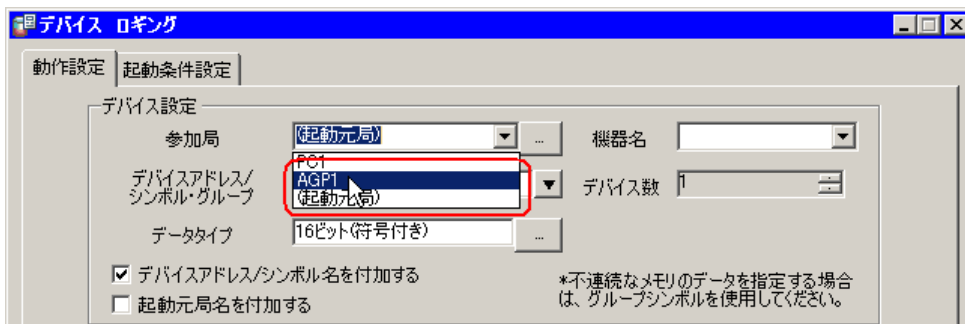 デバイス ロギング
動作設定 起動条件設定
デバイス設定
参加局 (起動元局) ... 機器名
PC1
デバイスアドレス/
シンボル・グループ
AGP1
(起動元局)
デバイス数 1
データタイプ 16ビット(符号付き) ...
デバイスアドレス/シンボル名を付加する
起動元局名を付加する
*不連続なメモリのデータを指定する場合
は、グループシンボルを使用してください。